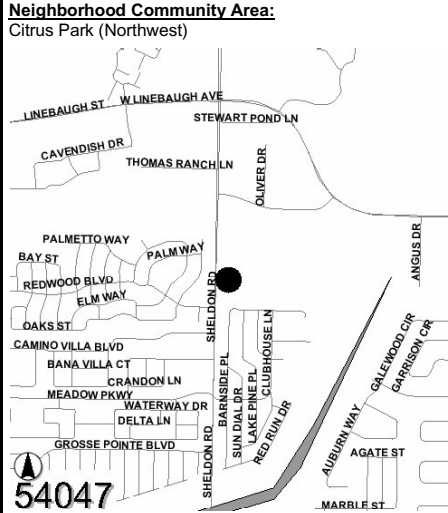 Neighborhood Community Area:
Citrus Park (Northwest)
LINEBAUGH ST
W LINEBAUGH AVE
STEWART POND LN
CAVENDISH DR
THOMAS RANCH LN
OLIVER DR
PALMETTO WAY
PALM WAY
ANGUS DR
BAY ST
REDWOOD BLVD
ELM WAY
SHELDON RD
OAKS ST
CAMINO VILLA BLVD
BANA VILLA CT
CRANDON LN
MEADOW PKWY
WATERWAY DR
DELTA LN
GROSSE POINTE BLVD
SHELDON RD
BARNSIDE PL
SUN DIAL DR
LAKE PINE PL
CLUBHOUSE LN
RED RUN DR
GALEWOOD CIR
GARRISON CIR
AUBURN WAY
AGATE ST
MARBLE ST
54047